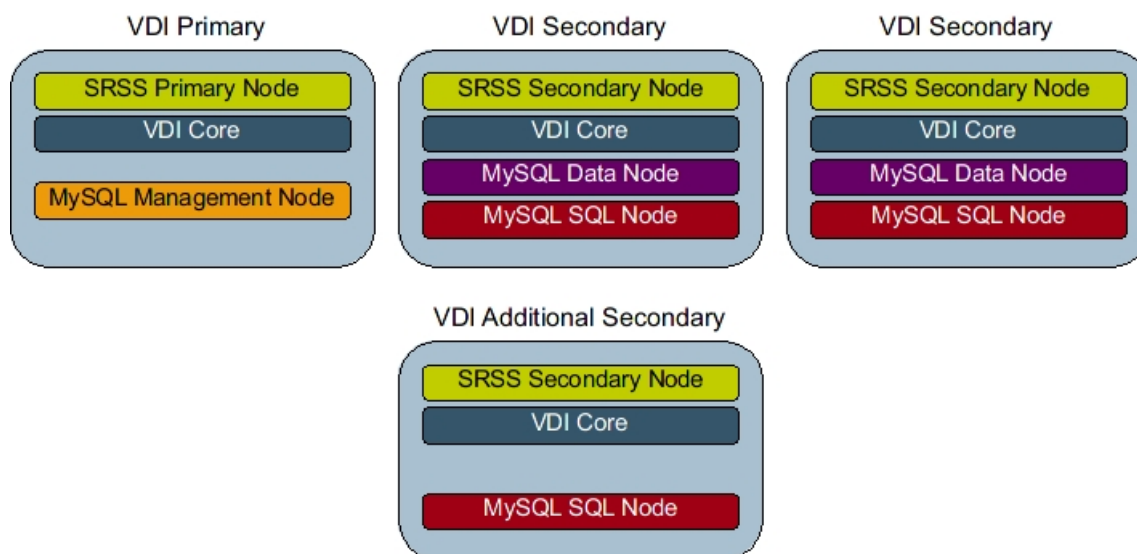 VDI Primary
SRSS Primary Node
VDI Core
MySQL Management Node
VDI Secondary
SRSS Secondary Node
VDI Core
MySQL Data Node
MySQL SQL Node
VDI Secondary
SRSS Secondary Node
VDI Core
MySQL Data Node
MySQL SQL Node
VDI Additional Secondary
SRSS Secondary Node
VDI Core
MySQL SQL Node